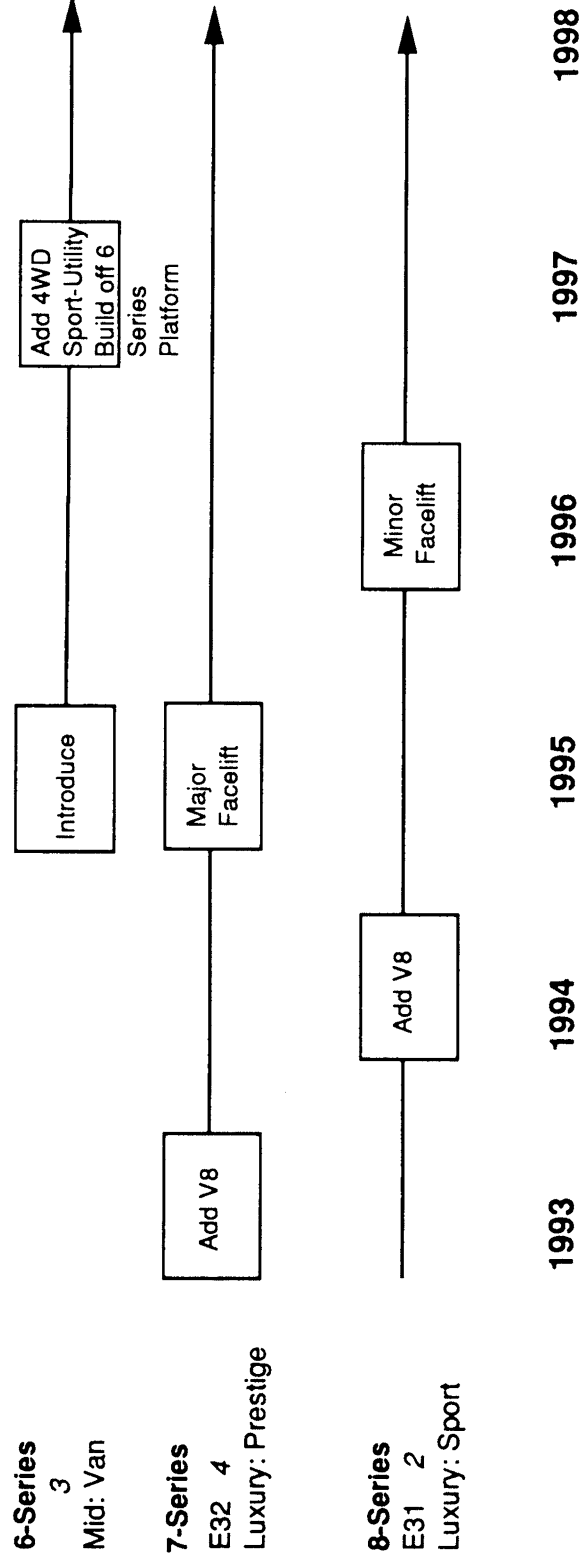 6-Series
3
Mid: Van
Introduce
Add 4WD
Sport-Utility
Build off 6
Series
Platform
7-Series
E32 4
Luxury: Prestige
Add V8
Major
Facelift
8-Series
E31 2
Luxury: Sport
Add V8
Minor
Facelift
1993
1994
1995
1996
1997
1998